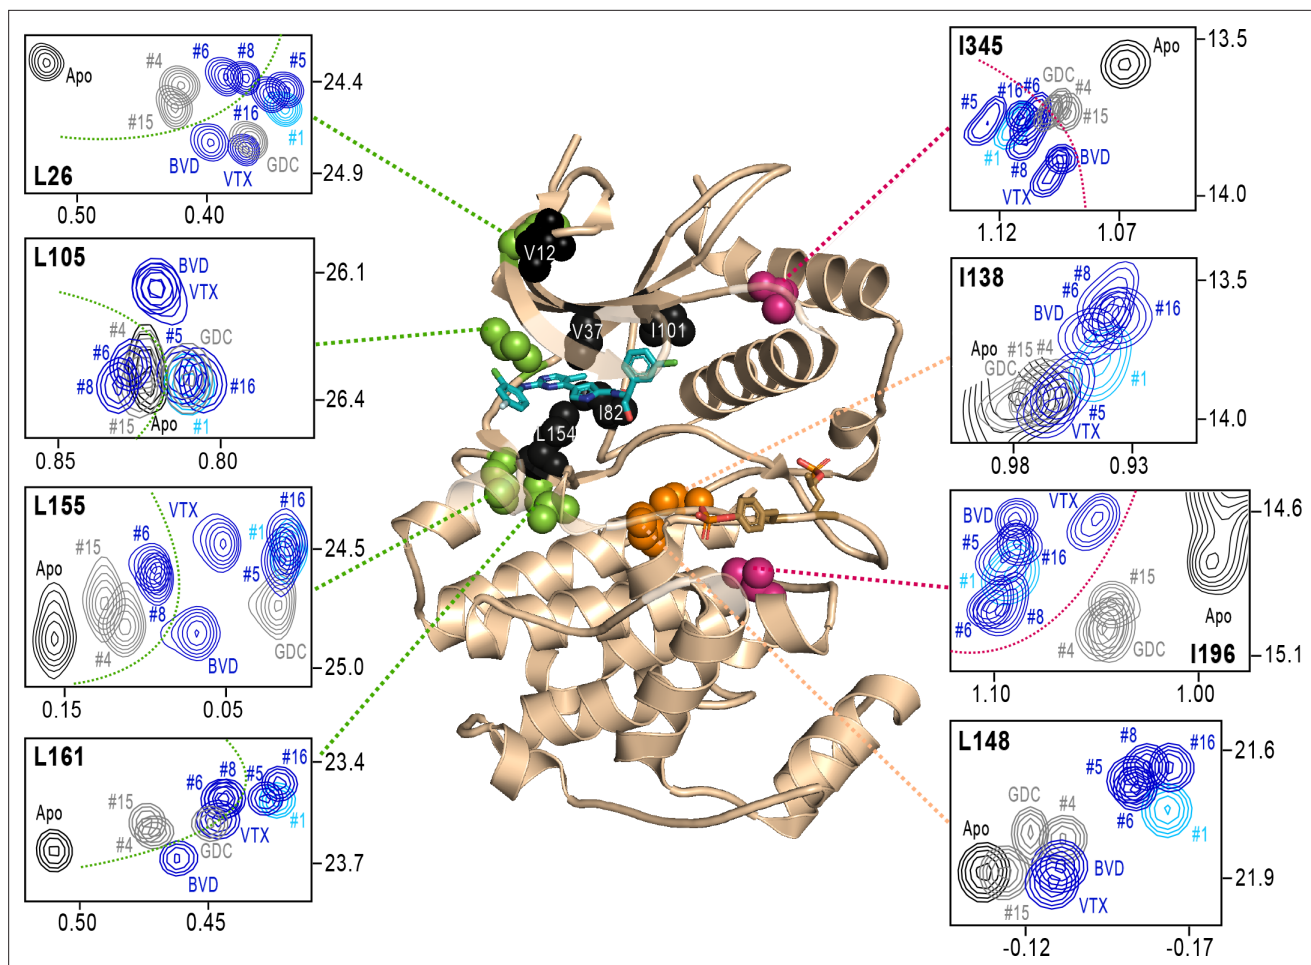 Apo
#4
#6
#8
#5
24.4
#15
#16
#1
BVD
VTX
GDC
24.9
L26
0.50
0.40
L105
BVD
26.1
VTX
#4
#5
GDC
#6
#8
#16
26.4
#15
Apo
#1
0.85
0.80
L155
VTX
#16
#15
#6
#1
24.5
Apo
#5
#8
#4
BVD
GDC
25.0
0.15
0.05
L161
#16
23.4
#6
#8
#5
#15
#1
Apo
#4
VTX
GDC
BVD
23.7
0.50
0.45
V12
V37
I101
I82
L154
I345
Apo
13.5
GDC
#6
#4
#5
#16
#15
#1
#8
BVD
VTX
14.0
1.12
1.07
I138
#8
13.5
#6
BVD
#16
Apo
#15
#4
GDC
#1
#5
14.0
VTX
0.98
0.93
VTX
14.6
BVD
#5
#16
#1
#15
Apo
#6
#8
#4
GDC
I196
15.1
1.10
1.00
L148
#8
#16
21.6
#5
GDC
#4
#6
#1
Apo
BVD
21.9
#15
VTX
-0.12
-0.17